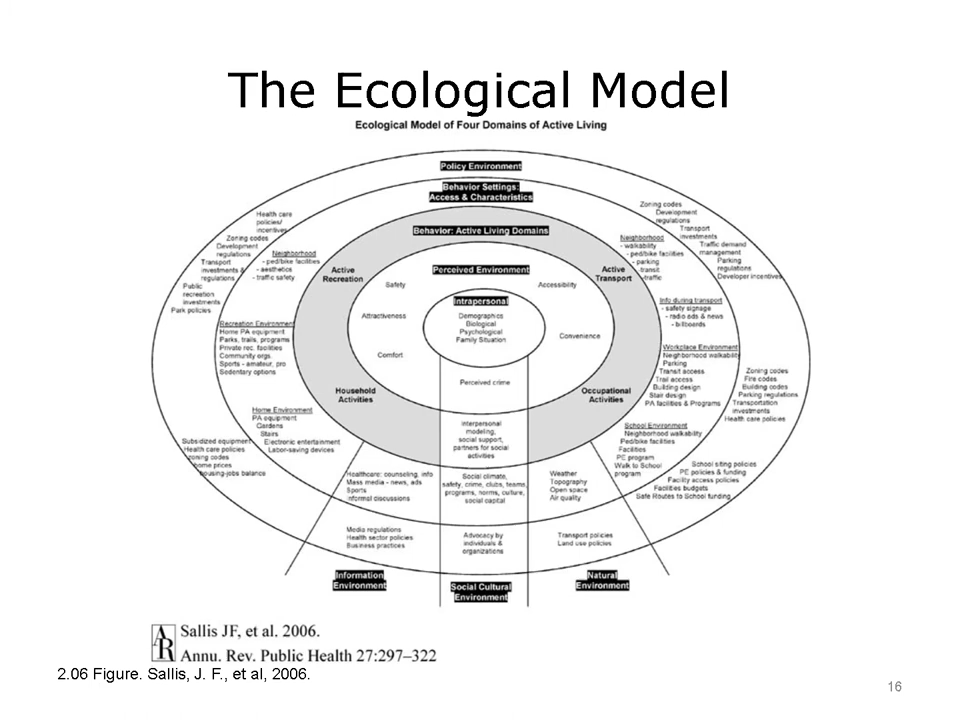 The Ecological Model
Ecological Model of Four Domains of Active Living
Policy Environment
Behavior Settings:
Access & Characteristics
Behavior: Active Living Domains
Perceived Environment
Intrapersonal
Demographics
Biological
Psychological
Family Situation
Safety
Accessibility
Attractiveness
Convenience
Comfort
Perceived crime
Active
Recreation
Active
Transport
Household
Activities
Occupational
Activities
Health care
policies/
incentives
Zoning codes
Development
regulations
Transport
investments &
regulations
Public
recreation
investments
Park policies
Neighborhood
- ped/bike facilities
- aesthetics
- traffic safety
Recreation Environment
Home PA equipment
Parks, trails, programs
Private rec. facilities
Community orgs.
Sports - amateur, pro
Sedentary options
Home Environment
PA equipment
Gardens
Stairs
Electronic entertainment
Labor-saving devices
Subsidized equipment
Health care policies
zoning codes
home prices
housing-jobs balance
Zoning codes
Development
regulations
Transport
investments
Traffic demand
management
Parking
regulations
Developer incentives
Neighborhood
- walkability
- ped/bike facilities
- parking
- transit
- traffic
Info during transport
- safety signage
- radio ads & news
- billboards
Workplace Environment
Neighborhood walkability
Parking
Transit access
Trail access
Building design
Stair design
PA facilities & Programs
Zoning codes
Fire codes
Building codes
Parking regulations
Transportation
investments
Health care policies
School Environment
Neighborhood walkability
Ped/bike facilities
Facilities
PE program
Walk to School
program
School siting policies
PE policies & funding
Facility access policies
Facilities budgets
Safe Routes to School funding
interpersonal
modeling,
social support,
partners for social
activities
Healthcare: counseling, info
Mass media - news, ads
Sports
Informal discussions
Social climate,
safety, crime, clubs, teams,
programs, norms, culture,
social capital
Weather
Topography
Open space
Air quality
Media regulations
Health sector policies
Business practices
Advocacy by
individuals &
organizations
Transport policies
Land use policies
Information
Environment
Social Cultural
Environment
Natural
Environment
AR
Sallis JF, et al. 2006.
Annu. Rev. Public Health 27:297–322
2.06 Figure. Sallis, J. F., et al, 2006.
16